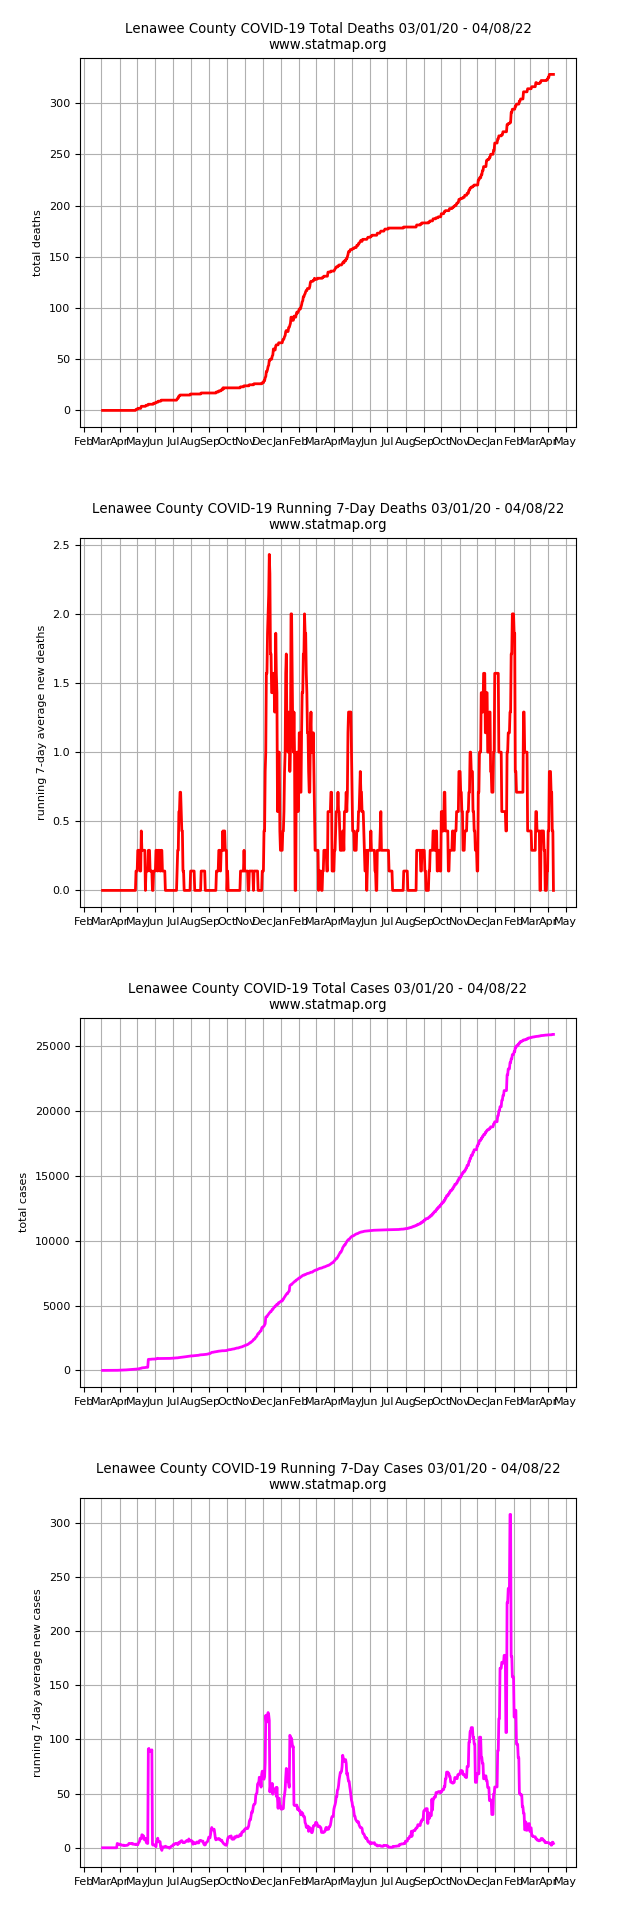 Lenawee County COVID-19 Total Deaths 03/01/20 - 04/08/22
www.statmap.org
300
250
200
150
100
50
0
total deaths
Feb Mar Apr May Jun Jul Aug Sep Oct Nov Dec Jan Feb Mar Apr May Jun Jul Aug Sep Oct Nov Dec Jan Feb Mar Apr May
Lenawee County COVID-19 Running 7-Day Deaths 03/01/20 - 04/08/22
www.statmap.org
2.5
2.0
1.5
1.0
0.5
0.0
running 7-day average new deaths
Feb Mar Apr May Jun Jul Aug Sep Oct Nov Dec Jan Feb Mar Apr May Jun Jul Aug Sep Oct Nov Dec Jan Feb Mar Apr May
Lenawee County COVID-19 Total Cases 03/01/20 - 04/08/22
www.statmap.org
25000
20000
15000
10000
5000
0
total cases
Feb Mar Apr May Jun Jul Aug Sep Oct Nov Dec Jan Feb Mar Apr May Jun Jul Aug Sep Oct Nov Dec Jan Feb Mar Apr May
Lenawee County COVID-19 Running 7-Day Cases 03/01/20 - 04/08/22
www.statmap.org
300
250
200
150
100
50
0
running 7-day average new cases
Feb Mar Apr May Jun Jul Aug Sep Oct Nov Dec Jan Feb Mar Apr May Jun Jul Aug Sep Oct Nov Dec Jan Feb Mar Apr May